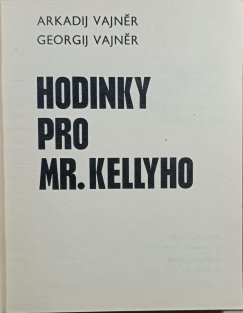 ARKADIJ VAJNĚR
GEORGIJ VAJNĚR
HODINKY
PRO
MR. KELLYHO